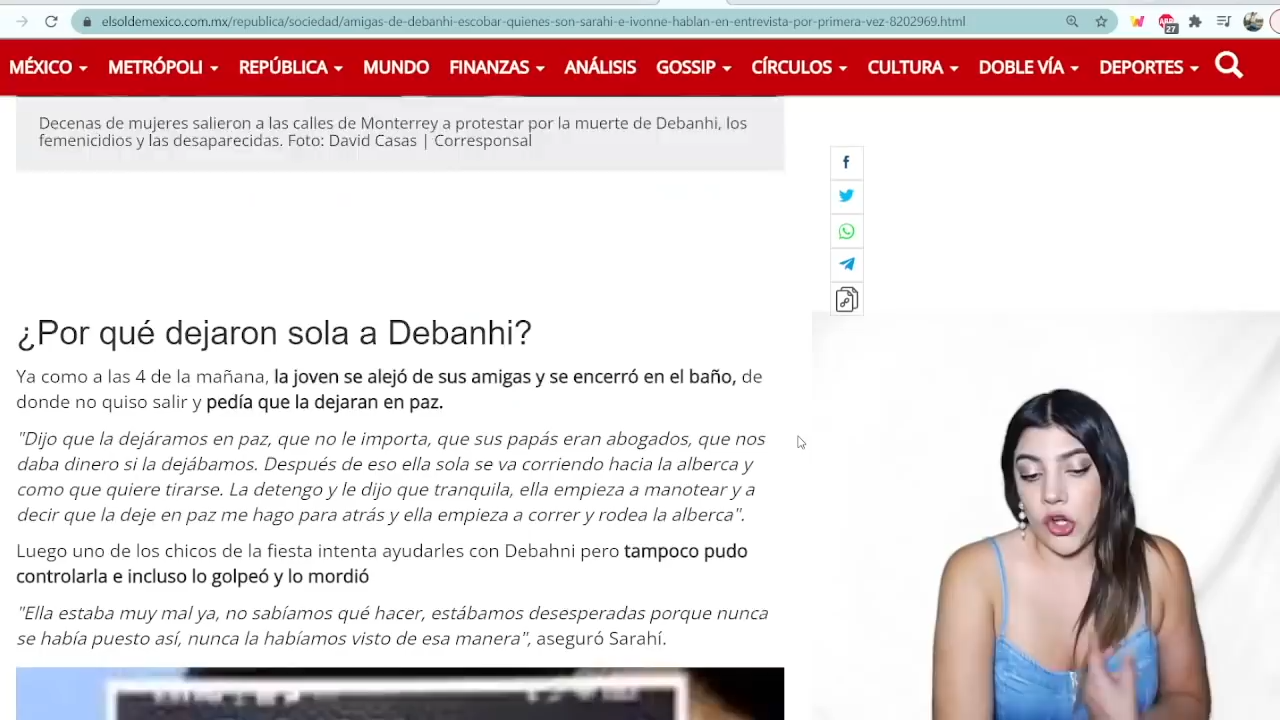 elsoldemexico.com.mx/republica/sociedad/amigas-de-debanhi-escobar-quienes-son-sarahi-e-ivonne-hablan-en-entrevista-por-primera-vez-8202969.html
27
MÉXICO METRÓPOLI REPÚBLICA MUNDO FINANZAS ANÁLISIS GOSSIP CÍRCULOS CULTURA DOBLE VÍA DEPORTES
Decenas de mujeres salieron a las calles de Monterrey a protestar por la muerte de Debanhi, los
femenicidios y las desaparecidas. Foto: David Casas | Corresponsal
¿Por qué dejaron sola a Debanhi?
Ya como a las 4 de la mañana, la joven se alejó de sus amigas y se encerró en el baño, de
donde no quiso salir y pedía que la dejaran en paz.
"Dijo que la dejáramos en paz, que no le importa, que sus papás eran abogados, que nos
daba dinero si la dejábamos. Después de eso ella sola se va corriendo hacia la alberca y
como que quiere tirarse. La detengo y le dijo que tranquila, ella empieza a manotear y a
decir que la deje en paz me hago para atrás y ella empieza a correr y rodea la alberca".
Luego uno de los chicos de la fiesta intenta ayudarles con Debahni pero tampoco pudo
controlarla e incluso lo golpeó y lo mordió
"Ella estaba muy mal ya, no sabíamos qué hacer, estábamos desesperadas porque nunca
se había puesto así, nunca la habíamos visto de esa manera", aseguró Sarahí.